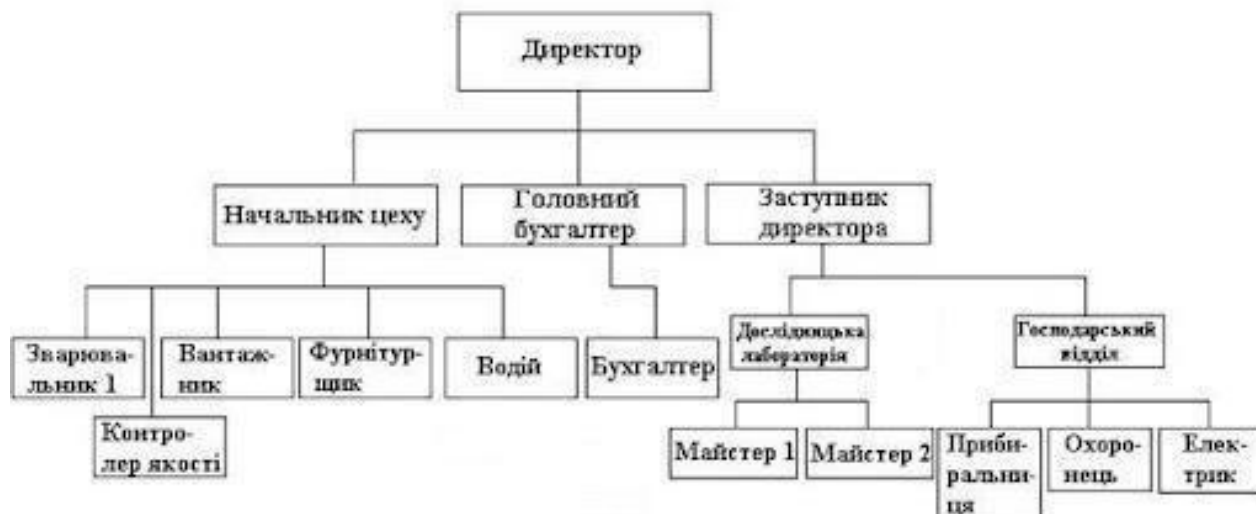 Директор
Начальник цеху
Головний
бухгалтер
Заступник
директора
Дослідницька
лабораторія
Господарський
відділ
Зварюва-
льник 1
Вантаж-
ник
Фурнітур-
щик
Водій
Бухгалтер
Контро-
лер якості
Майстер 1
Майстер 2
Приби-
ральни-
ця
Охоро-
нець
Елек-
трик